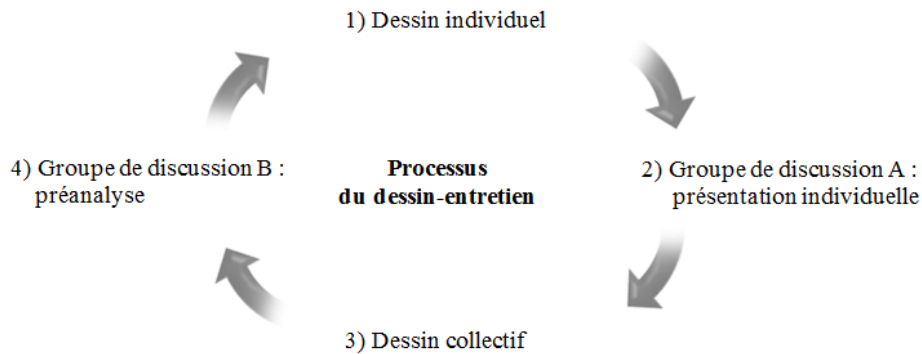 1) Dessin individuel
2) Groupe de discussion A :
présentation individuelle
3) Dessin collectif
4) Groupe de discussion B :
préanalyse
Processus
du dessin-entretien